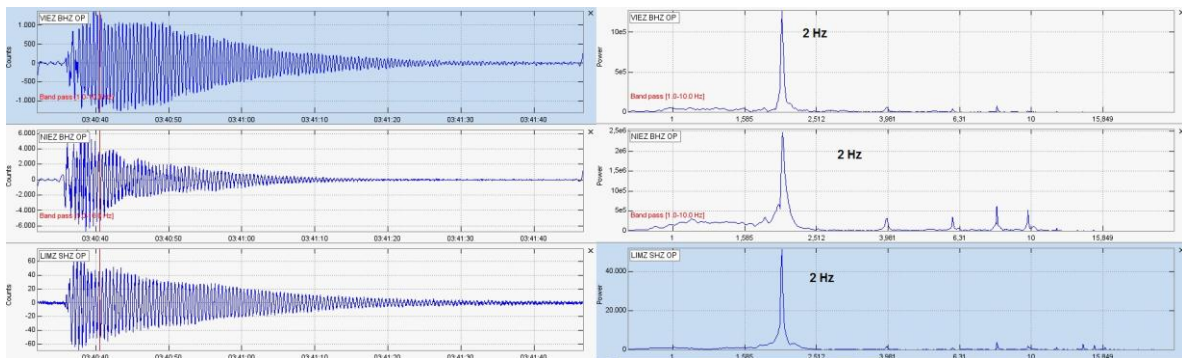 VIEZ BHZ OP
1.000
500
0
-500
-1.000
Counts
Band pass [1.0-10.0 Hz]
03:40:40 03:40:50 03:41:00 03:41:10 03:41:20 03:41:30 03:41:40
NIEZ BHZ OP
6.000
4.000
2.000
0
-2.000
-4.000
-6.000
Counts
03:40:40 03:40:50 03:41:00 03:41:10 03:41:20 03:41:30 03:41:40
LIMZ SHZ OP
60
40
20
0
-20
-40
-60
Counts
03:40:40 03:40:50 03:41:00 03:41:10 03:41:20 03:41:30 03:41:40
VIEZ BHZ OP
2 Hz
10e5
5e5
0
Power
Band pass [1.0-10.0 Hz]
1 1,585 2,512 3,981 6,31 10 15,849
NIEZ BHZ OP
2 Hz
2,5e6
2e6
1e6
5e5
0
Power
Band pass [1.0-10.0 Hz]
1 1,585 2,512 3,981 6,31 10 15,849
LIMZ SHZ OP
2 Hz
40.000
20.000
0
Power
1 1,585 2,512 3,981 6,31 10 15,849